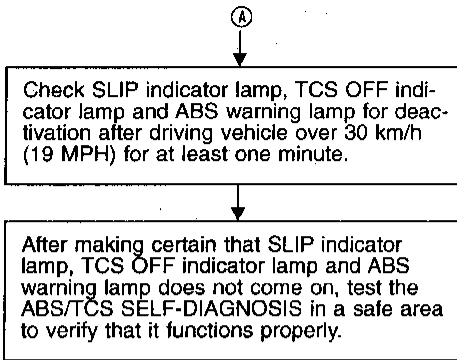 A
Check SLIP indicator lamp, TCS OFF indi-
cator lamp and ABS warning lamp for deac-
tivation after driving vehicle over 30 km/h
(19 MPH) for at least one minute.
After making certain that SLIP indicator
lamp, TCS OFF indicator lamp and ABS
warning lamp does not come on, test the
ABS/TCS SELF-DIAGNOSIS in a safe area
to verify that it functions properly.